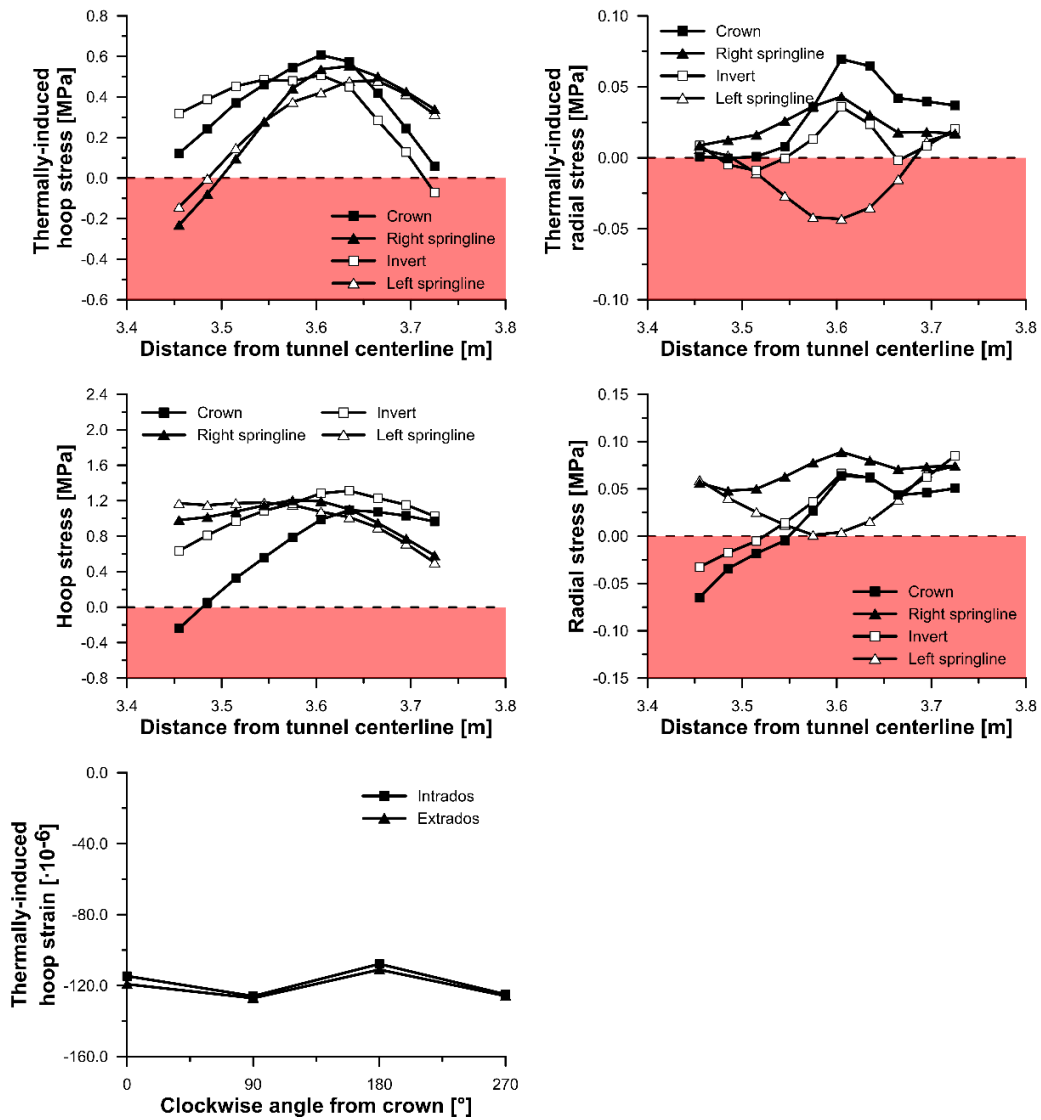 Thermally-induced
hoop stress [MPa]
0.8
0.6
0.4
0.2
0.0
-0.2
-0.4
-0.6
Crown
Right springline
Invert
Left springline
3.4
3.5
3.6
3.7
3.8
Distance from tunnel centerline [m]
Thermally-induced
radial stress [MPa]
0.10
0.05
0.00
-0.05
-0.10
Crown
Right springline
Invert
Left springline
3.4
3.5
3.6
3.7
3.8
Distance from tunnel centerline [m]
Hoop stress [MPa]
2.4
2.0
1.6
1.2
0.8
0.4
0.0
-0.4
-0.8
Crown
Invert
Right springline
Left springline
3.4
3.5
3.6
3.7
3.8
Distance from tunnel centerline [m]
Radial stress [MPa]
0.15
0.10
0.05
0.00
-0.05
-0.10
-0.15
Crown
Right springline
Invert
Left springline
3.4
3.5
3.6
3.7
3.8
Distance from tunnel centerline [m]
Thermally-induced
hoop strain [·10-6]
0.0
-40.0
-80.0
-120.0
-160.0
Intrados
Extrados
0
90
180
270
Clockwise angle from crown [°]